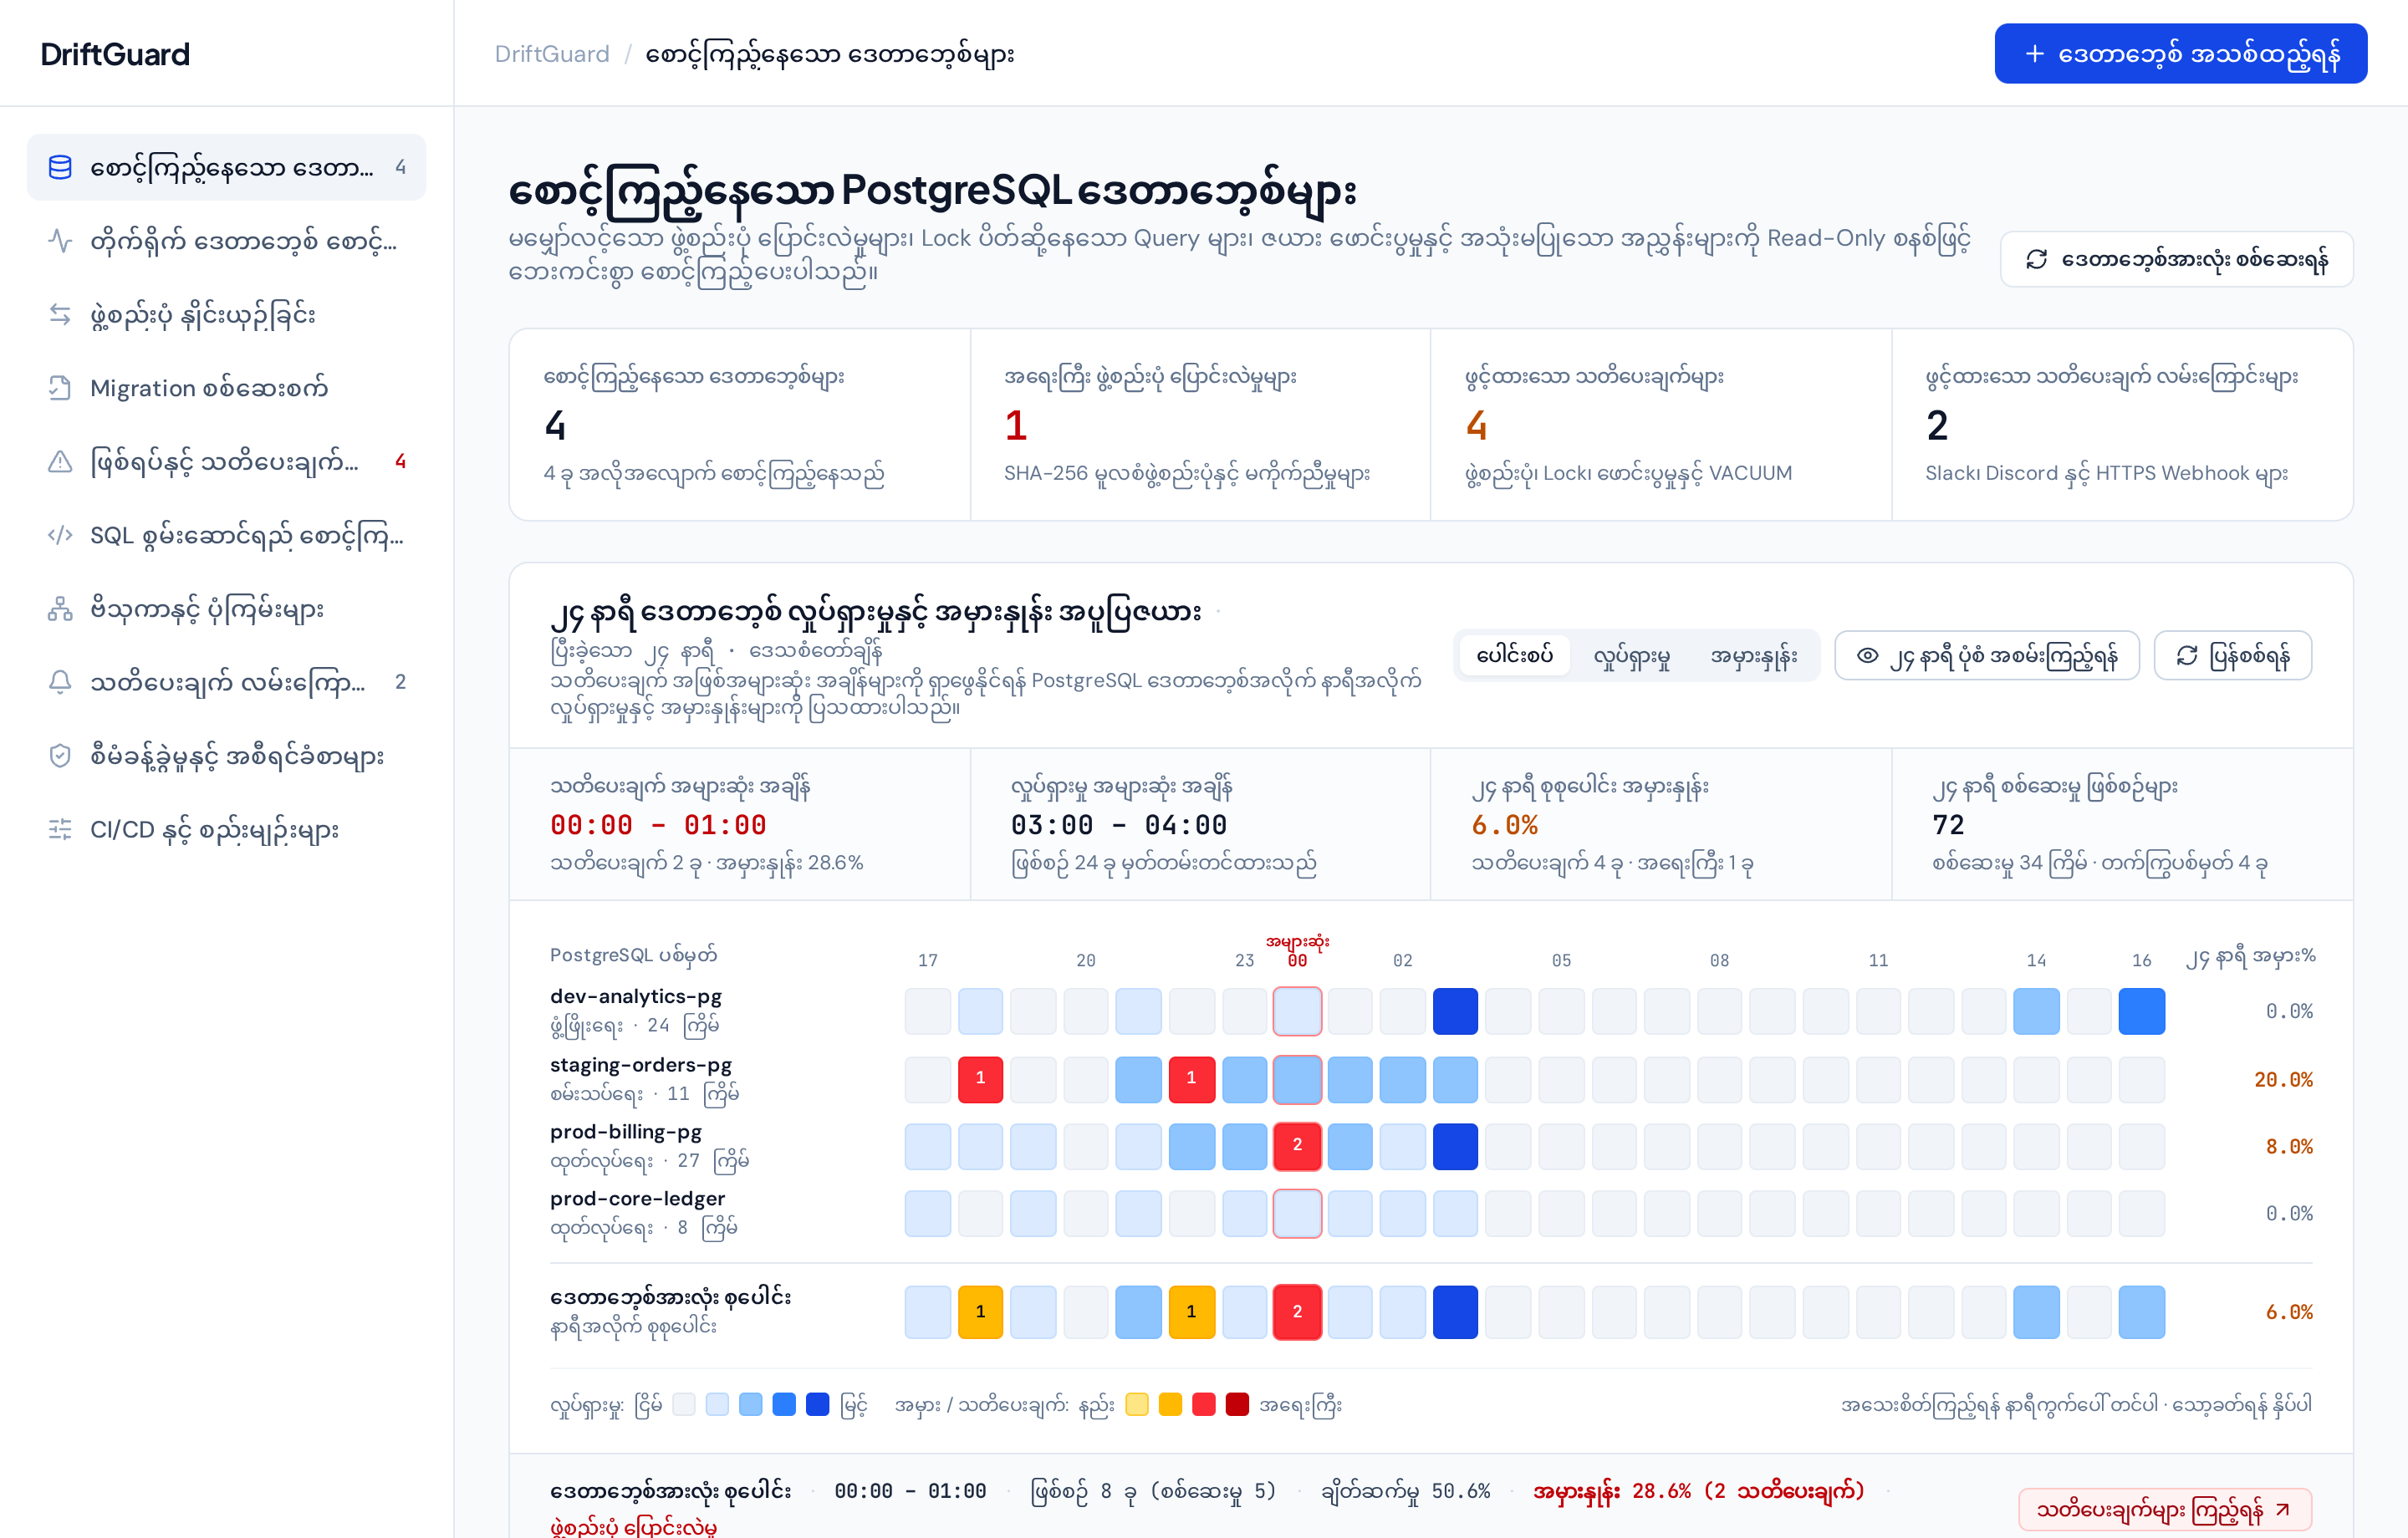 DriftGuard
DriftGuard / စောင့်ကြည့်နေသော ဒေတာဘေ့စ်များ
+ ဒေတာဘေ့စ် အသစ်ထည့်ရန်
စောင့်ကြည့်နေသော ဒေတာ... 4
တိုက်ရိုက် ဒေတာဘေ့စ် စောင့်...
ဖွဲ့စည်းပုံ နှိုင်းယှဉ်ခြင်း
Migration စစ်ဆေးစက်
ဖြစ်ရပ်နှင့် သတိပေးချက်... 4
SQL စွမ်းဆောင်ရည် စောင့်ကြ...
ဗိသုကာနှင့် ပုံကြမ်းများ
သတိပေးချက် လမ်းကြော... 2
စီမံခန့်ခွဲမှုနှင့် အစီရင်ခံစာများ
CI/CD နှင့် စည်းမျဉ်းများ
စောင့်ကြည့်နေသော PostgreSQL ဒေတာဘေ့စ်များ
မမျှော်လင့်သော ဖွဲ့စည်းပုံ ပြောင်းလဲမှုများ၊ Lock ပိတ်ဆို့နေသော Query များ၊ ဇယား ဖောင်းပွမှုနှင့် အသုံးမပြုသော အညွှန်းများကို Read-Only စနစ်ဖြင့်
ဘေးကင်းစွာ စောင့်ကြည့်ပေးပါသည်။
ဒေတာဘေ့စ်အားလုံး စစ်ဆေးရန်
စောင့်ကြည့်နေသော ဒေတာဘေ့စ်များ
4
4 ခု အလိုအလျောက် စောင့်ကြည့်နေသည်
အရေးကြီး ဖွဲ့စည်းပုံ ပြောင်းလဲမှုများ
1
SHA-256 မူလစံဖွဲ့စည်းပုံနှင့် မကိုက်ညီမှုများ
ဖွင့်ထားသော သတိပေးချက်များ
4
ဖွဲ့စည်းပုံ၊ Lock၊ ဖောင်းပွမှုနှင့် VACUUM
ဖွင့်ထားသော သတိပေးချက် လမ်းကြောင်းများ
2
Slack၊ Discord နှင့် HTTPS Webhook များ
၂၄ နာရီ ဒေတာဘေ့စ် လှုပ်ရှားမှုနှင့် အမှားနှုန်း အပူပြဇယား ·
ပြီးခဲ့သော ၂၄ နာရီ · ဒေသစံတော်ချိန်
သတိပေးချက် အဖြစ်အများဆုံး အချိန်များကို ရှာဖွေနိုင်ရန် PostgreSQL ဒေတာဘေ့စ်အလိုက် နာရီအလိုက်
လှုပ်ရှားမှုနှင့် အမှားနှုန်းများကို ပြသထားပါသည်။
ပေါင်းစပ် လှုပ်ရှားမှု အမှားနှုန်း
၂၄ နာရီ ပုံစံ အစမ်းကြည့်ရန်
ပြန်စစ်ရန်
သတိပေးချက် အများဆုံး အချိန်
00:00 – 01:00
သတိပေးချက် 2 ခု · အမှားနှုန်း 28.6%
လှုပ်ရှားမှု အများဆုံး အချိန်
03:00 – 04:00
ဖြစ်စဉ် 24 ခု မှတ်တမ်းတင်ထားသည်
၂၄ နာရီ စုစုပေါင်း အမှားနှုန်း
6.0%
သတိပေးချက် 4 ခု · အရေးကြီး 1 ခု
၂၄ နာရီ စစ်ဆေးမှု ဖြစ်စဉ်များ
72
စစ်ဆေးမှု 34 ကြိမ် · တက်ကြွပစ်မှတ် 4 ခု
အများဆုံး
PostgreSQL ပစ်မှတ် 17 20 23 00 02 05 08 11 14 16 ၂၄ နာရီ အမှား%
dev-analytics-pg
ဖွံ့ဖြိုးရေး · 24 ကြိမ်
0.0%
staging-orders-pg
စမ်းသပ်ရေး · 11 ကြိမ်
1 1 20.0%
prod-billing-pg
ထုတ်လုပ်ရေး · 27 ကြိမ်
2 8.0%
prod-core-ledger
ထုတ်လုပ်ရေး · 8 ကြိမ်
0.0%
ဒေတာဘေ့စ်အားလုံး စုပေါင်း
နာရီအလိုက် စုစုပေါင်း
1 1 2 6.0%
လှုပ်ရှားမှု: ငြိမ် မြင့် အမှား / သတိပေးချက်: နည်း အရေးကြီး
အသေးစိတ်ကြည့်ရန် နာရီကွက်ပေါ် တင်ပါ · သော့ခတ်ရန် နှိပ်ပါ
ဒေတာဘေ့စ်အားလုံး စုပေါင်း · 00:00 – 01:00 · ဖြစ်စဉ် 8 ခု (စစ်ဆေးမှု 5) · ချိတ်ဆက်မှု 50.6% · အမှားနှုန်း 28.6% (2 သတိပေးချက်) ·
ဖွဲ့စည်းပုံ ပြောင်းလဲမှု
သတိပေးချက်များ ကြည့်ရန်